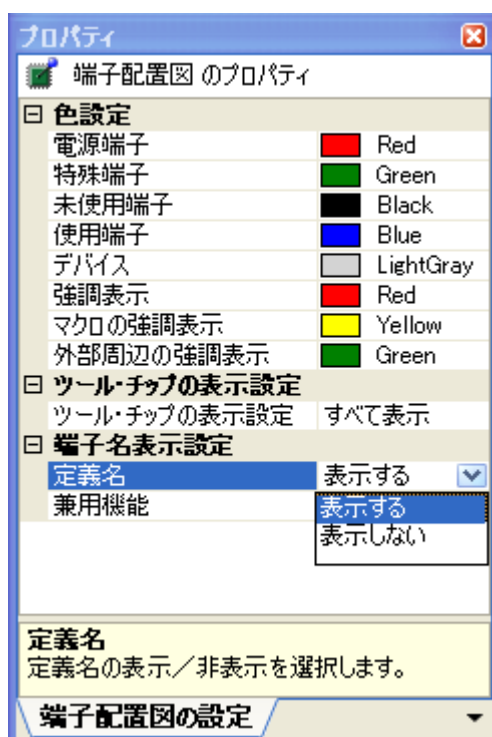 プロパティ
端子配置図 のプロパティ
色設定
電源端子 Red
特殊端子 Green
未使用端子 Black
使用端子 Blue
デバイス LightGray
強調表示 Red
マクロの強調表示 Yellow
外部周辺の強調表示 Green
ツール・チップの表示設定
ツール・チップの表示設定 すべて表示
端子名表示設定
定義名 表示する
兼用機能 表示する
表示しない
定義名
定義名の表示／非表示を選択します。
端子配置図の設定